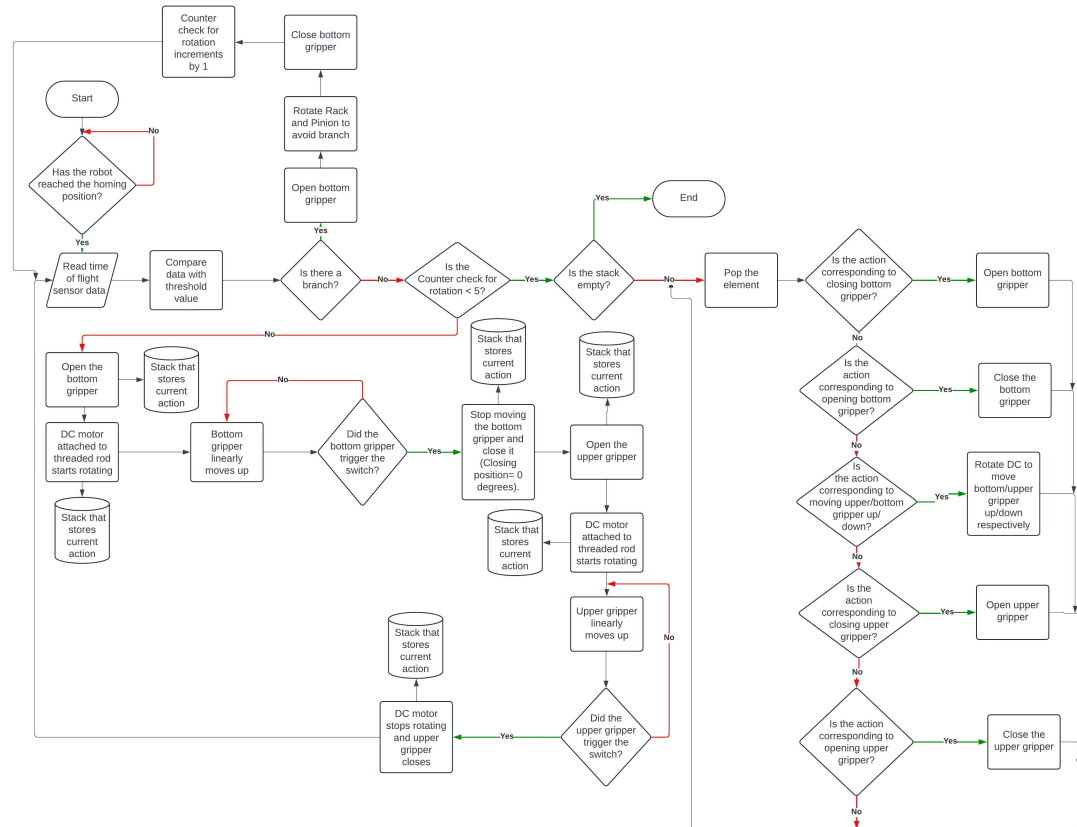 Counter
check for
rotation
increments
by 1
Close bottom
gripper
Start
Rotate Rack
and Pinion to
avoid branch
No
Has the robot
reached the homing
position?
Open bottom
gripper
Yes
Yes
Read time
of flight
sensor data
Compare
data with
threshold
value
Is there a
branch?
No
Is the
Counter check for
rotation < 5?
Yes
Is the stack
empty?
Yes
End
No
Pop the
element
Is the action
corresponding to
closing bottom
gripper?
Yes
Open bottom
gripper
No
No
Open the
bottom
gripper
Stack that
stores
current
action
No
Stack that
stores
current
action
Stack that
stores
current
action
Is the
action
corresponding to
opening bottom
gripper?
Yes
Close the
bottom
gripper
No
DC motor
attached to
threaded rod
starts rotating
Bottom
gripper
linearly
moves up
Did the
bottom gripper
trigger the
switch?
Yes
Stop moving
the bottom
gripper and
close it
(Closing
position= 0
degrees).
Open the
upper gripper
Is
the action
corresponding to
moving upper/bottom
gripper up/
down?
Yes
Rotate DC to
move
bottom/upper
gripper
up/down
respectively
No
Stack that
stores
current
action
Stack that
stores
current
action
DC motor
attached to
threaded rod
starts rotating
Is the
action
corresponding to
closing upper
gripper?
Yes
Open upper
gripper
No
Upper gripper
linearly
moves up
No
Stack that
stores
current
action
DC motor
stops rotating
and upper
gripper
closes
Yes
Did the
upper gripper
trigger the
switch?
Is the action
corresponding to
opening upper
gripper?
Yes
Close the
upper gripper
No